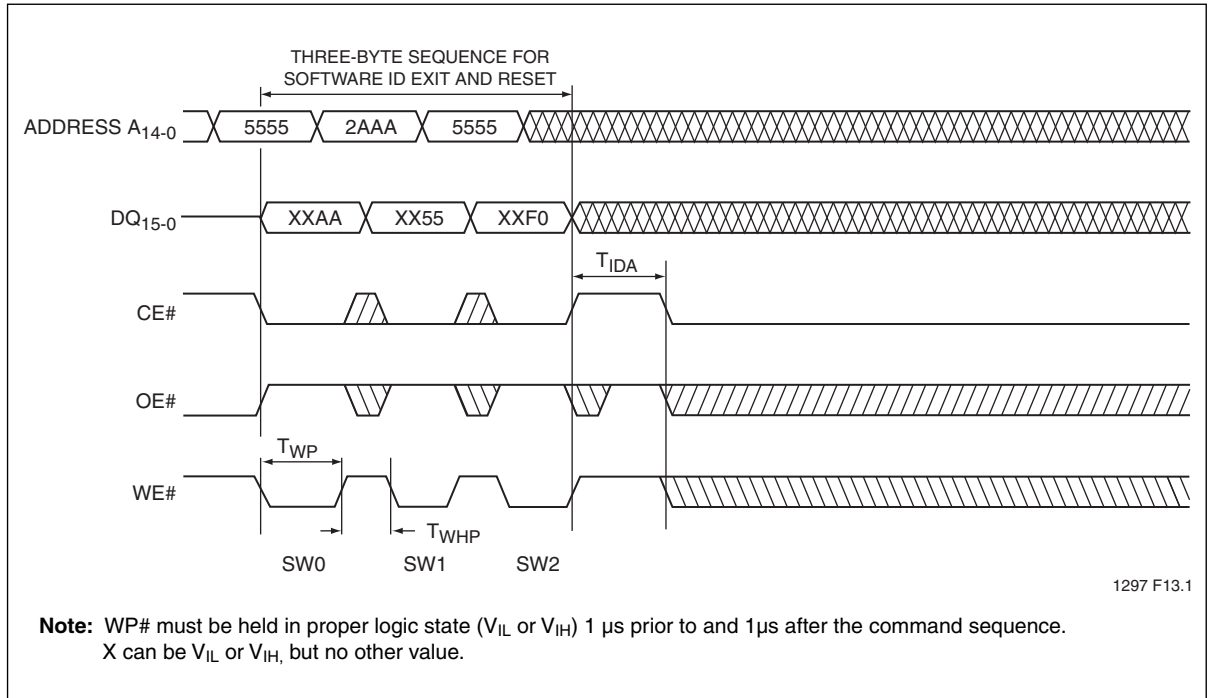 THREE-BYTE SEQUENCE FOR
SOFTWARE ID EXIT AND RESET
ADDRESS A14-0 5555 2AAA 5555
DQ15-0 XXAA XX55 XXF0
TIDA
CE#
OE#
TWP
WE#
TWHP
SW0 SW1 SW2
1297 F13.1
Note: WP# must be held in proper logic state (VIL or VIH) 1 µs prior to and 1µs after the command sequence.
X can be VIL or VIH, but no other value.